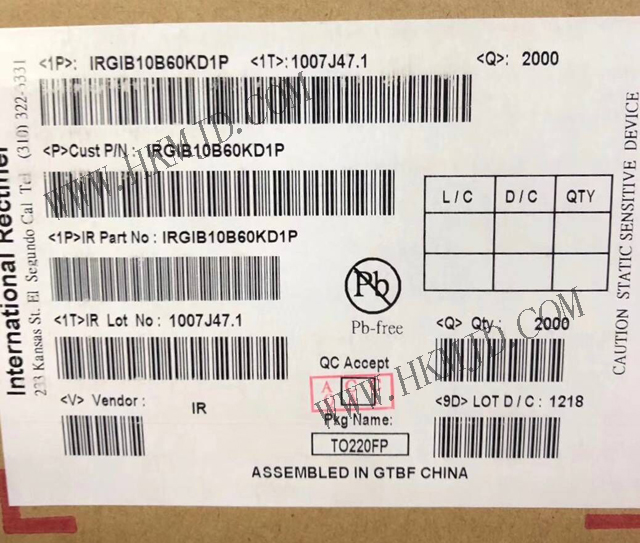 <1P>: IRGIB10B60KD1P <1T>:1007J47.1 <Q>: 2000
<P>Cust P/N : IRGIB10B60KD1P
<1P>IR Part No : IRGIB10B60KD1P
<1T>IR Lot No : 1007J47.1
<V> Vendor : IR
L/C D/C QTY
Pb
Pb-free
<Q> Qty : 2000
QC Accept
Pkg Name:
TO220FP
<9D> LOT D/C : 1218
ASSEMBLED IN GTBF CHINA
International Rectifier
233 Kansas St. El Segundo Cal Tel (310) 322-3331
CAUTION STATIC SENSITIVE DEVICE
WWW.HKMJD.COM
WWW.HKMJD.COM